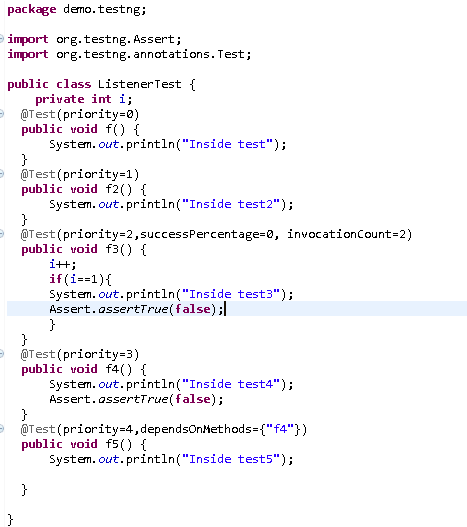 package demo.testng;
import org.testng.Assert;
import org.testng.annotations.Test;
public class ListenerTest {
    private int i;
  @Test(priority=0)
  public void f() {
      System.out.println("Inside test");
  }
  @Test(priority=1)
  public void f2() {
      System.out.println("Inside test2");
  }
  @Test(priority=2,successPercentage=0, invocationCount=2)
  public void f3() {
      i++;
      if(i==1){
      System.out.println("Inside test3");
      Assert.assertTrue(false);
      }
  }
  @Test(priority=3)
  public void f4() {
      System.out.println("Inside test4");
      Assert.assertTrue(false);
  }
  @Test(priority=4,dependsOnMethods={"f4"})
  public void f5() {
      System.out.println("Inside test5");
  }
}